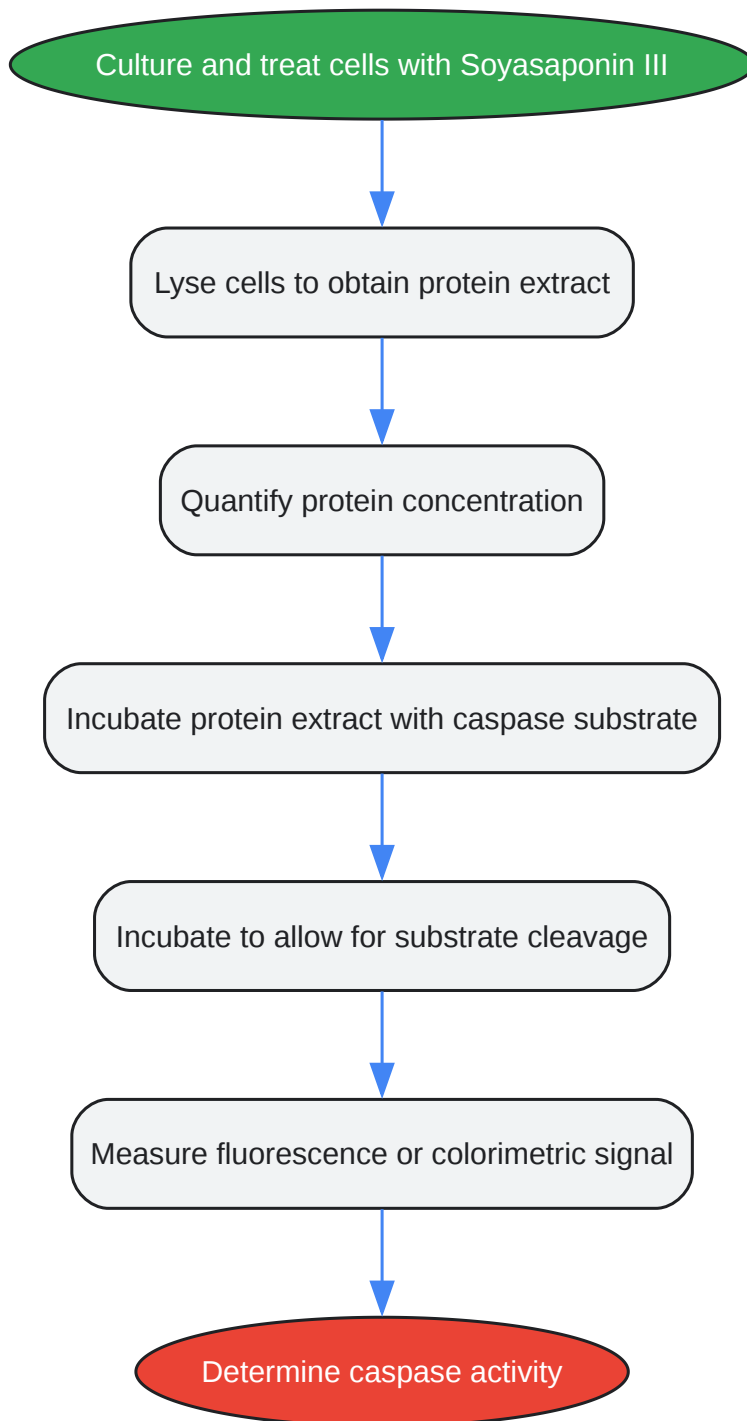 Culture and treat cells with Soyasaponin III
Lyse cells to obtain protein extract
Quantify protein concentration
Incubate protein extract with caspase substrate
Incubate to allow for substrate cleavage
Measure fluorescence or colorimetric signal
Determine caspase activity